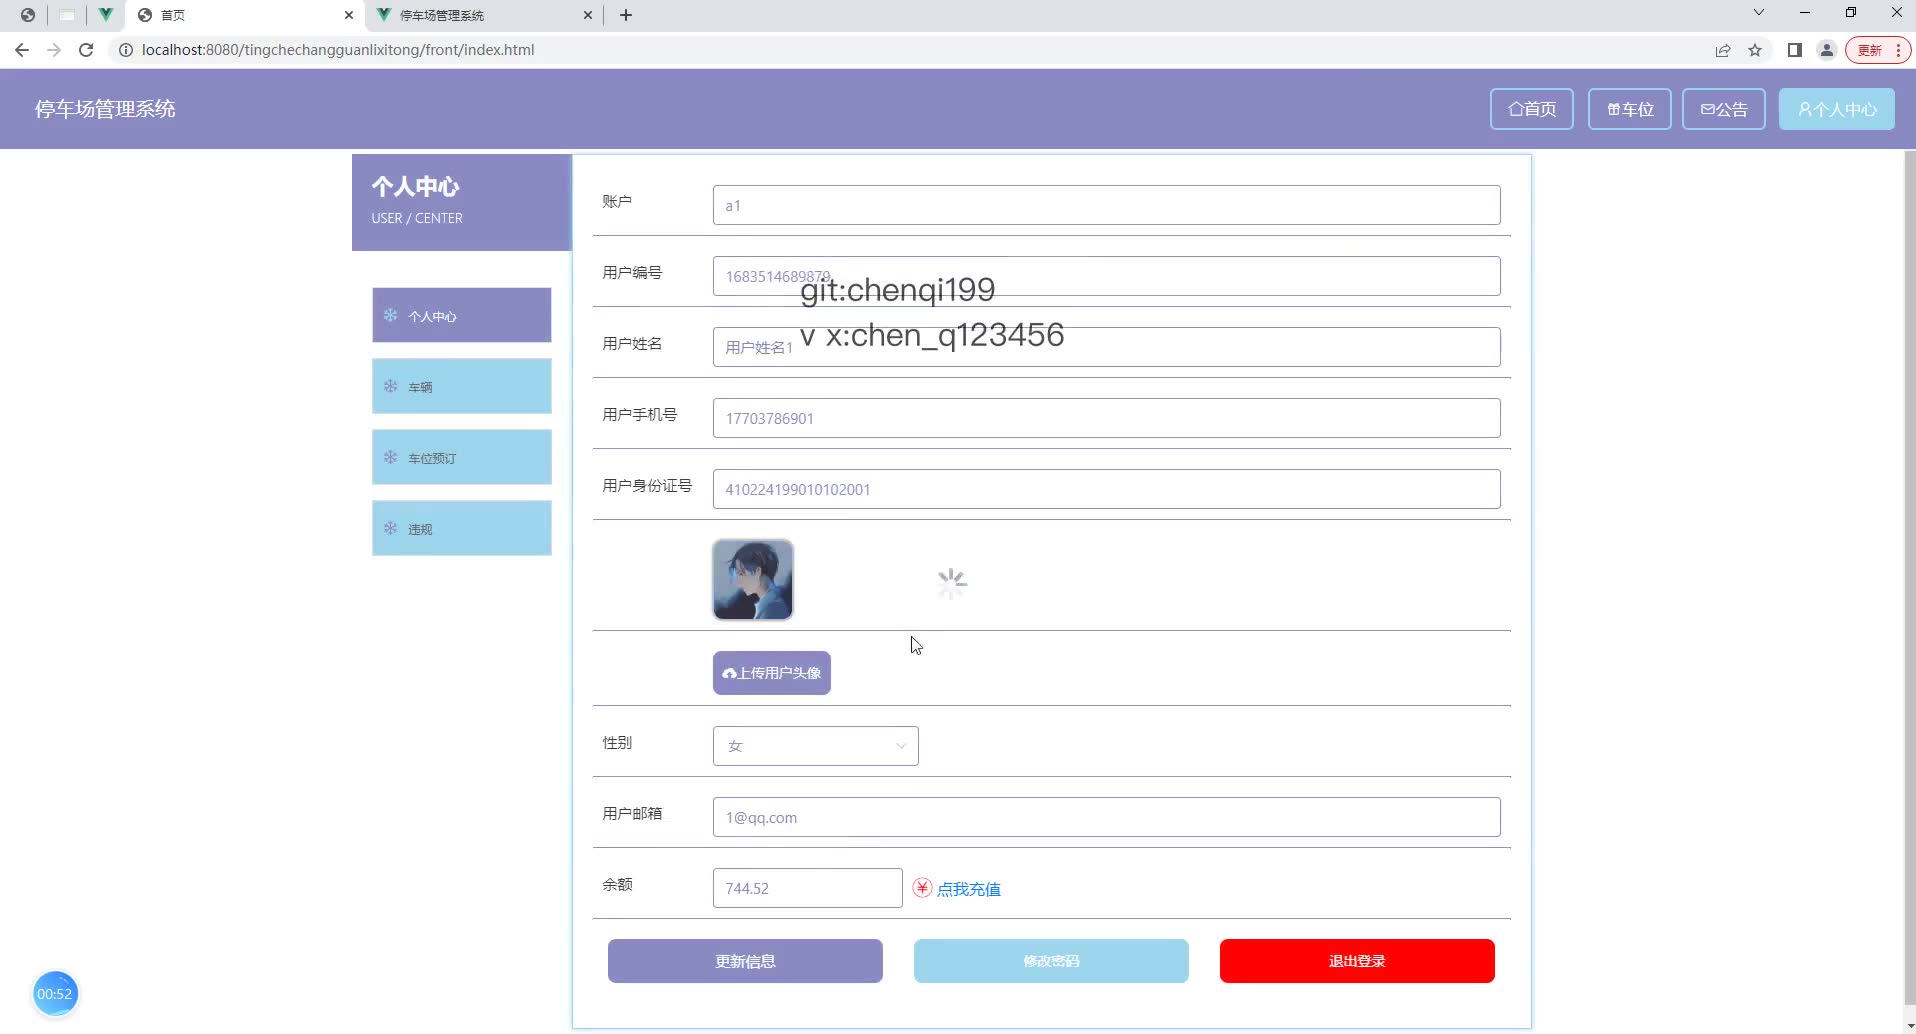 首页
停车场管理系统
localhost:8080/tingchechangguanlixitong/front/index.html
更新
停车场管理系统
首页
车位
公告
个人中心
个人中心
USER / CENTER
个人中心
车辆
车位预订
违规
账户
a1
用户编号
1683514689879
git:chenqi199
用户姓名
用户姓名1
v x:chen_q123456
用户手机号
17703786901
用户身份证号
410224199010102001
上传用户头像
性别
女
用户邮箱
1@qq.com
余额
744.52
点我充值
更新信息
修改密码
退出登录
00:52